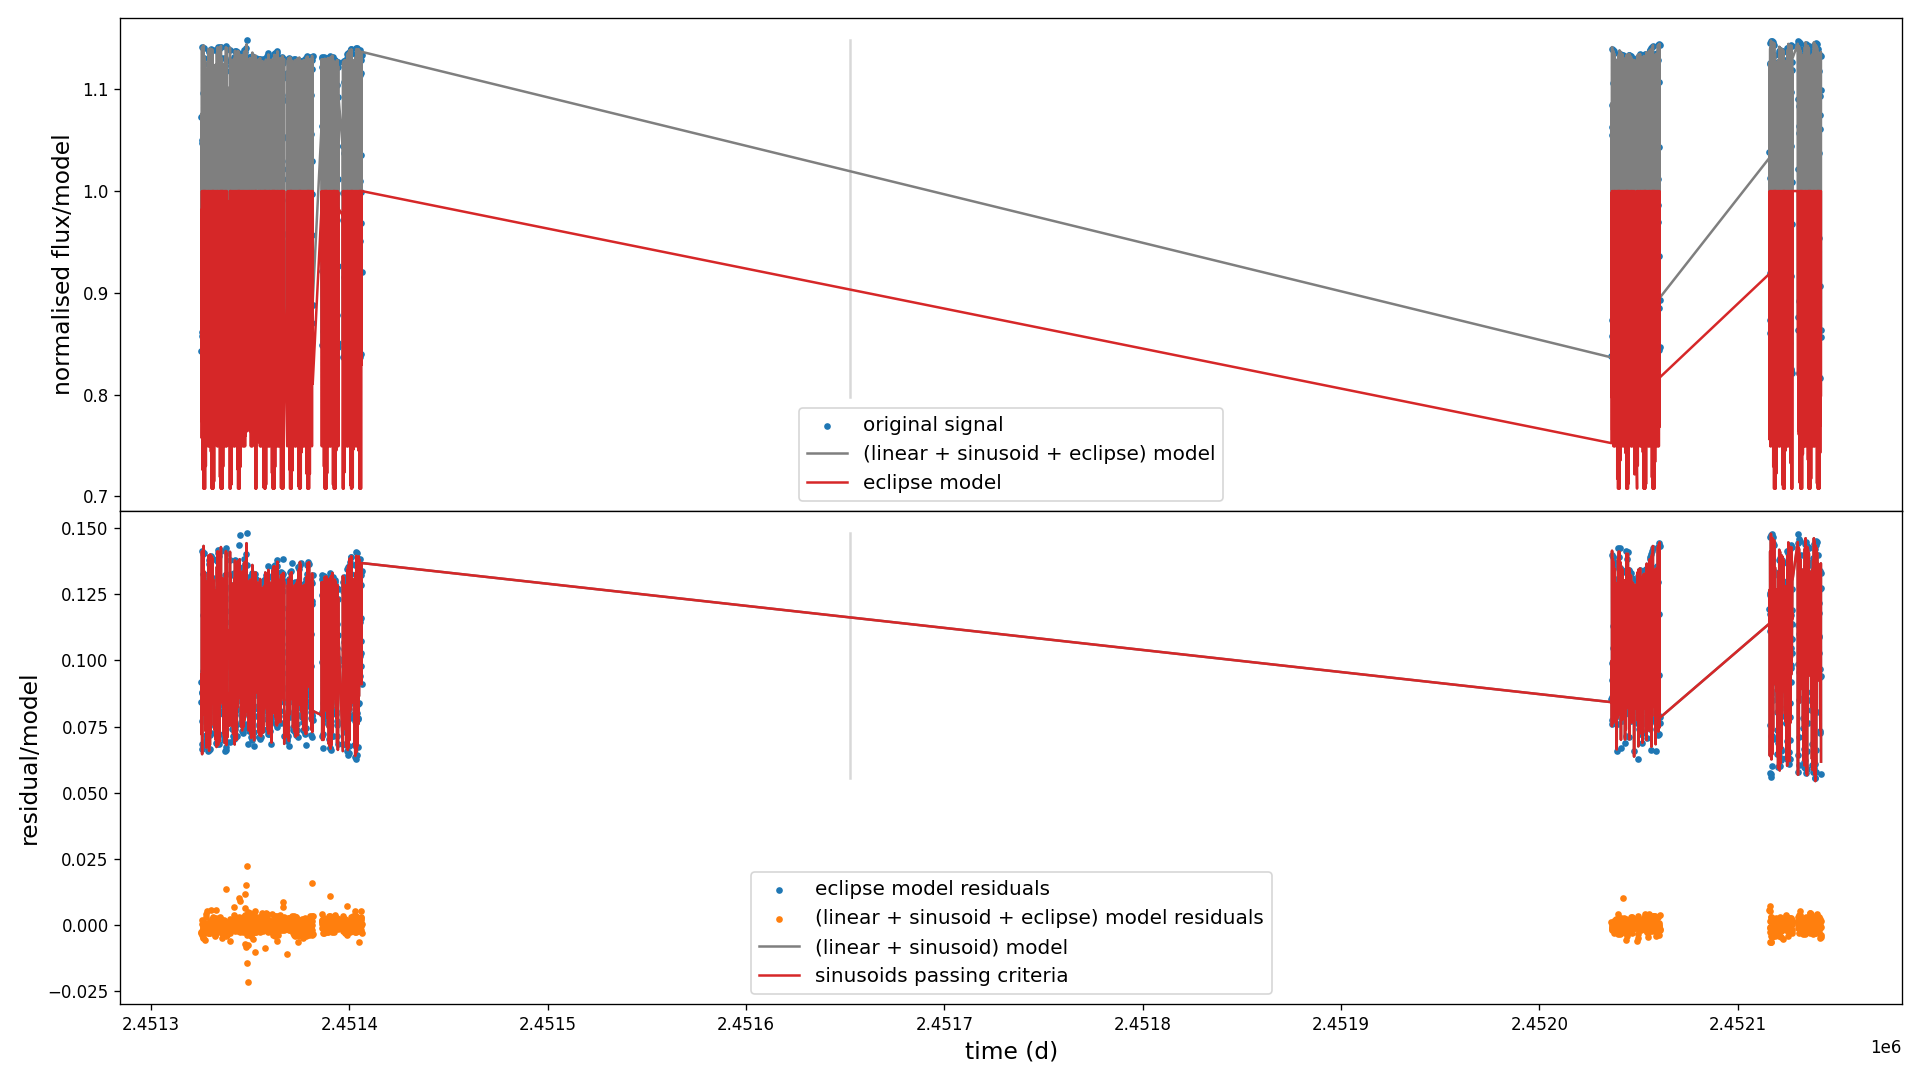 normalised flux/model
1.1
1.0
0.9
0.8
0.7
original signal
(linear + sinusoid + eclipse) model
eclipse model
residual/model
0.150
0.125
0.100
0.075
0.050
0.025
0.000
−0.025
eclipse model residuals
(linear + sinusoid + eclipse) model residuals
(linear + sinusoid) model
sinusoids passing criteria
2.4513 2.4514 2.4515 2.4516 2.4517 2.4518 2.4519 2.4520 2.4521
time (d)
1e6